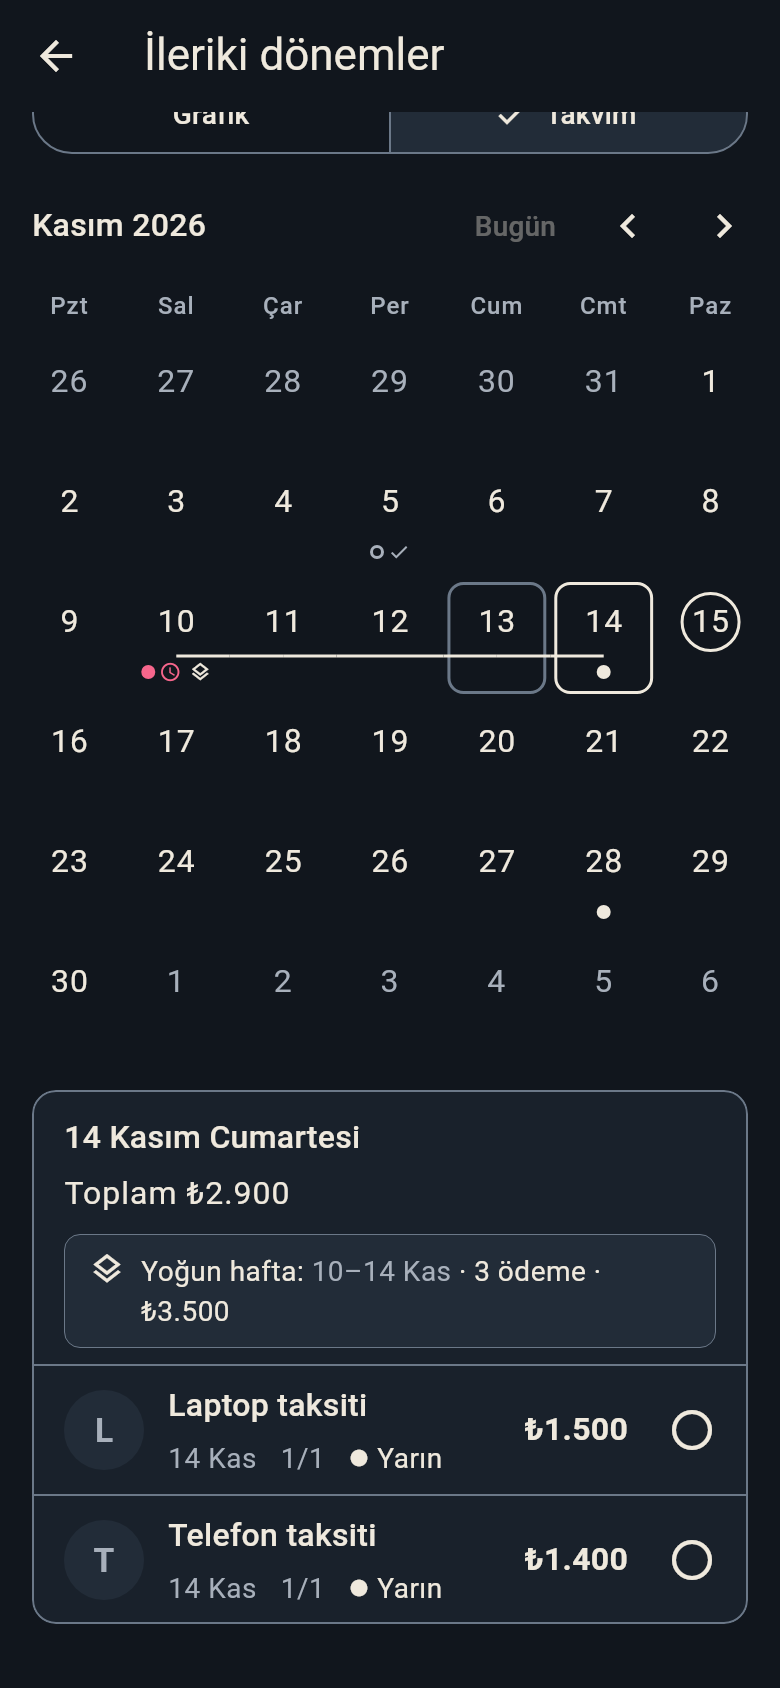 İleriki dönemler
Grafik Takvim
Kasım 2026 Bugün
Pzt Sal Çar Per Cum Cmt Paz
26 27 28 29 30 31 1
2 3 4 5 6 7 8
9 10 11 12 13 14 15
16 17 18 19 20 21 22
23 24 25 26 27 28 29
30 1 2 3 4 5 6
14 Kasım Cumartesi
Toplam ₺2.900
Yoğun hafta: 10–14 Kas · 3 ödeme ·
₺3.500
L Laptop taksiti ₺1.500
14 Kas 1/1 Yarın
T Telefon taksiti ₺1.400
14 Kas 1/1 Yarın